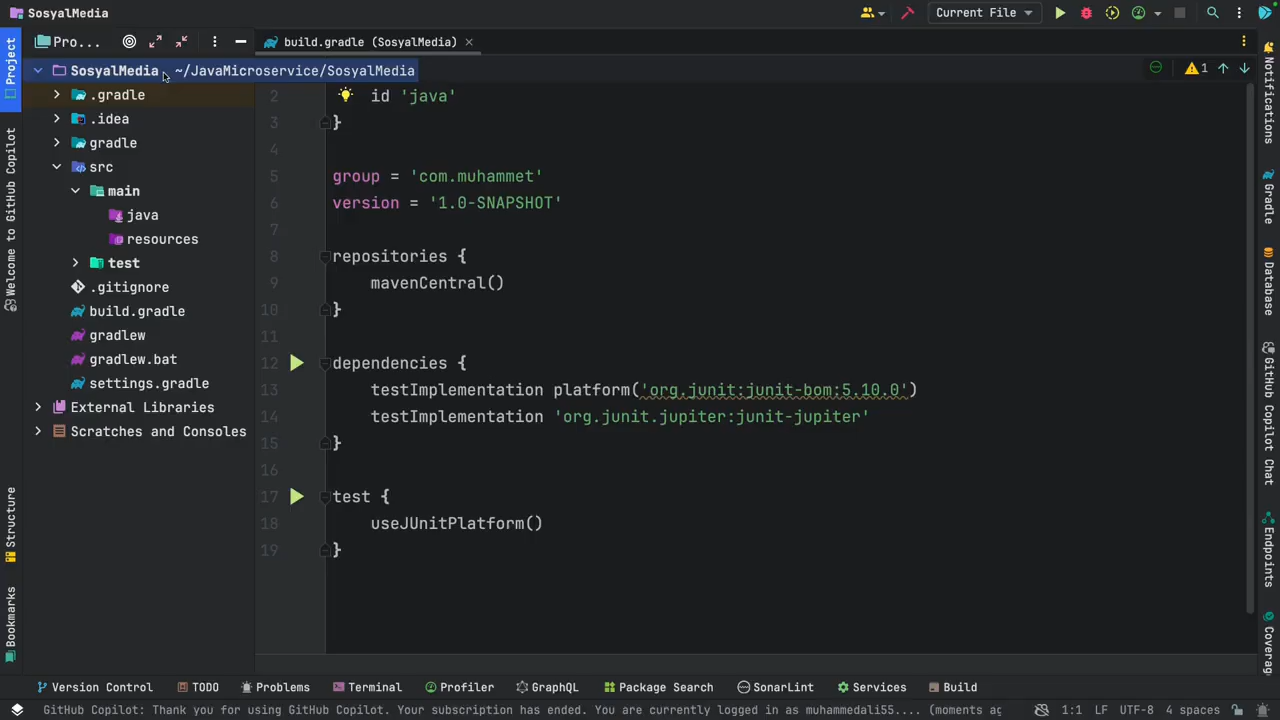 SosyalMedia
Current File
Pro...
build.gradle (SosyalMedia)
Project
SosyalMedia ~/JavaMicroservice/SosyalMedia
.gradle
.idea
gradle
src
main
java
resources
test
.gitignore
build.gradle
gradlew
gradlew.bat
settings.gradle
External Libraries
Scratches and Consoles
1
2 id 'java'
3 }
4
5 group = 'com.muhammet'
6 version = '1.0-SNAPSHOT'
7
8 repositories {
9 mavenCentral()
10 }
11
12 dependencies {
13 testImplementation platform('org.junit:junit-bom:5.10.0')
14 testImplementation 'org.junit.jupiter:junit-jupiter'
15 }
16
17 test {
18 useJUnitPlatform()
19 }
Welcome to GitHub Copilot
Structure
Bookmarks
Notifications
Gradle
Database
GitHub Copilot Chat
Endpoints
Coverag
Version Control
TODO
Problems
Terminal
Profiler
GraphQL
Package Search
SonarLint
Services
Build
GitHub Copilot: Thank you for using GitHub Copilot. Your subscription has ended. You are currently logged in as muhammedali55.... (moments ag
1:1 LF UTF-8 4 spaces